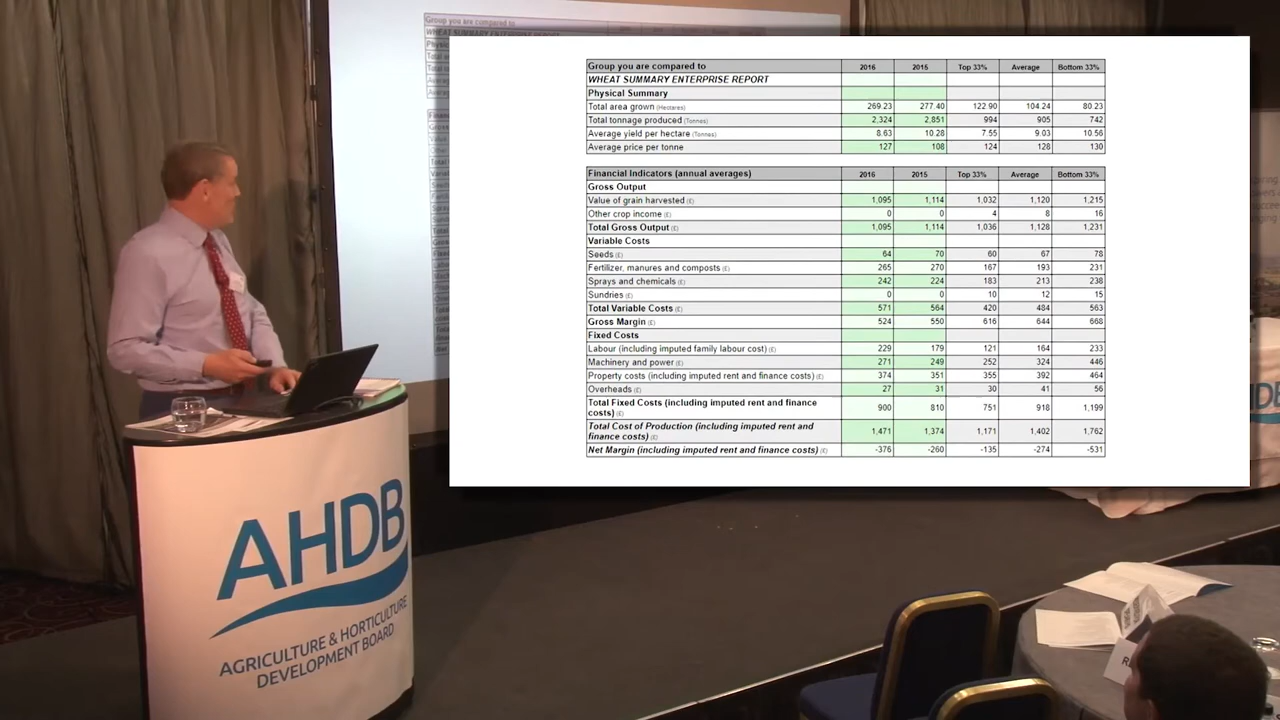 Group you are compared to 2016 2015 Top 33% Average Bottom 33%
WHEAT SUMMARY ENTERPRISE REPORT
Physical Summary
Total area grown (Hectares) 269.23 277.40 122.90 104.24 80.23
Total tonnage produced (Tonnes) 2,324 2,851 994 905 742
Average yield per hectare (Tonnes) 8.63 10.28 7.55 9.03 10.56
Average price per tonne 127 108 124 128 130
Financial Indicators (annual averages) 2016 2015 Top 33% Average Bottom 33%
Gross Output
Value of grain harvested (£) 1,095 1,114 1,032 1,120 1,215
Other crop income (£) 0 0 4 8 16
Total Gross Output (£) 1,095 1,114 1,036 1,128 1,231
Variable Costs
Seeds (£) 64 70 60 67 78
Fertilizer, manures and composts (£) 265 270 167 193 231
Sprays and chemicals (£) 242 224 183 213 238
Sundries (£) 0 0 10 12 15
Total Variable Costs (£) 571 564 420 484 563
Gross Margin (£) 524 550 616 644 668
Fixed Costs
Labour (including imputed family labour cost) (£) 229 179 121 164 233
Machinery and power (£) 271 249 252 324 446
Property costs (including imputed rent and finance costs) (£) 374 351 355 392 464
Overheads (£) 27 31 30 41 56
Total Fixed Costs (including imputed rent and finance
costs) (£) 900 810 751 918 1,199
Total Cost of Production (including imputed rent and
finance costs) (£) 1,471 1,374 1,171 1,402 1,762
Net Margin (including imputed rent and finance costs) (£) -376 -260 -135 -274 -531
Group you are compared to
WHEAT SUMMARY ENTERPRISE REPORT
AHDB
AGRICULTURE & HORTICULTURE
DEVELOPMENT BOARD